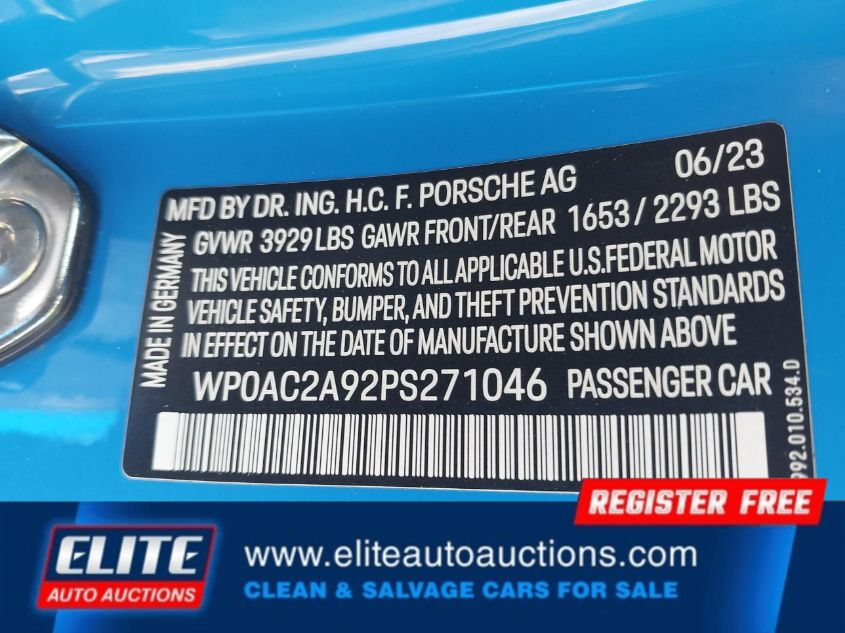 MFD BY DR. ING. H.C. F. PORSCHE AG 06/23
GVWR 3929 LBS GAWR FRONT/REAR 1653 / 2293 LBS
THIS VEHICLE CONFORMS TO ALL APPLICABLE U.S.FEDERAL MOTOR
VEHICLE SAFETY, BUMPER, AND THEFT PREVENTION STANDARDS
IN EFFECT ON THE DATE OF MANUFACTURE SHOWN ABOVE
WP0AC2A92PS271046 PASSENGER CAR
MADE IN GERMANY
992.010.534.0
REGISTER FREE
ELITE
AUTO AUCTIONS
www.eliteautoauctions.com
CLEAN & SALVAGE CARS FOR SALE